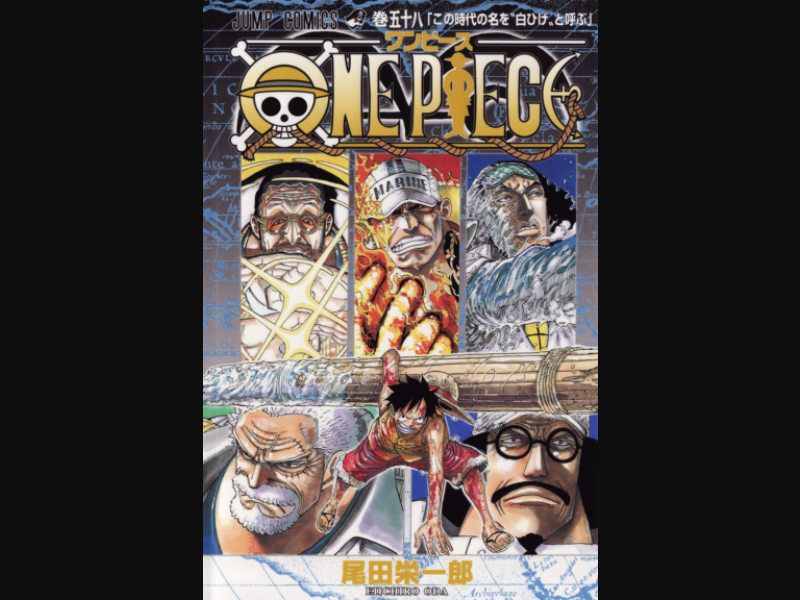 JUMP COMICS
巻五十八「この時代の名を〝白ひげ〟と呼ぶ」
ワンピース
ONE PIECE
MARINE
尾田栄一郎
EIICHIRO ODA
Archipelago